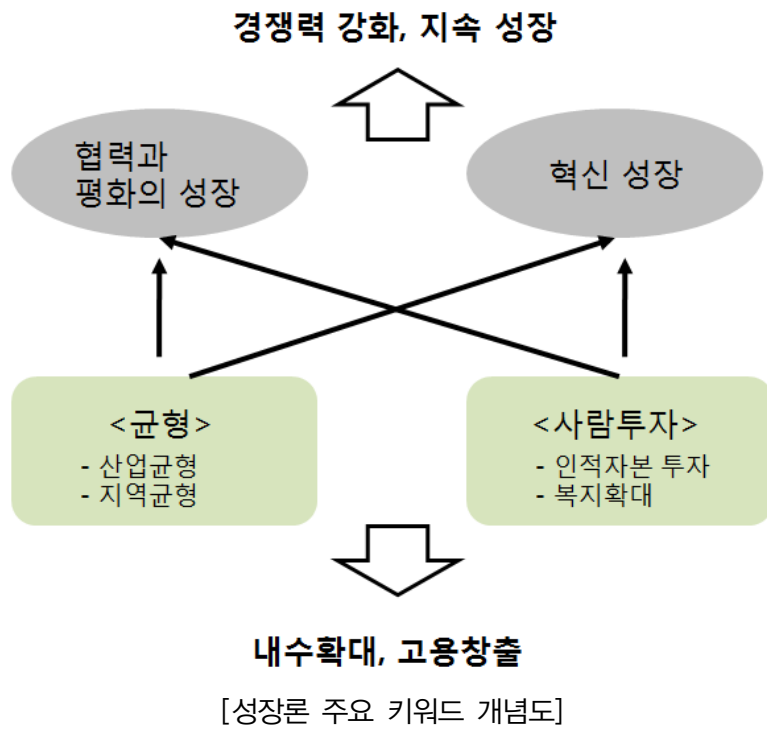 경쟁력 강화, 지속 성장
협력과
평화의 성장
혁신 성장
<균형>
- 산업균형
- 지역균형
<사람투자>
- 인적자본 투자
- 복지확대
내수확대, 고용창출
[성장론 주요 키워드 개념도]